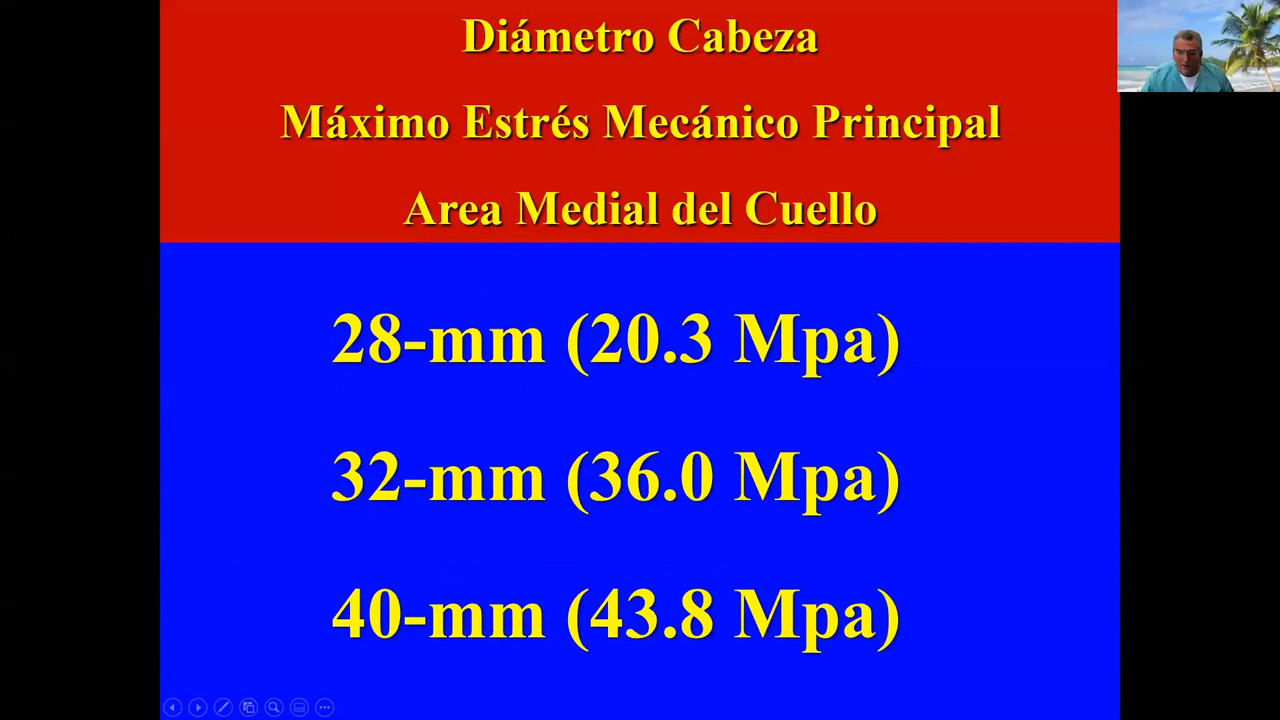 Diámetro Cabeza
Máximo Estrés Mecánico Principal
Area Medial del Cuello
28-mm (20.3 Mpa)
32-mm (36.0 Mpa)
40-mm (43.8 Mpa)